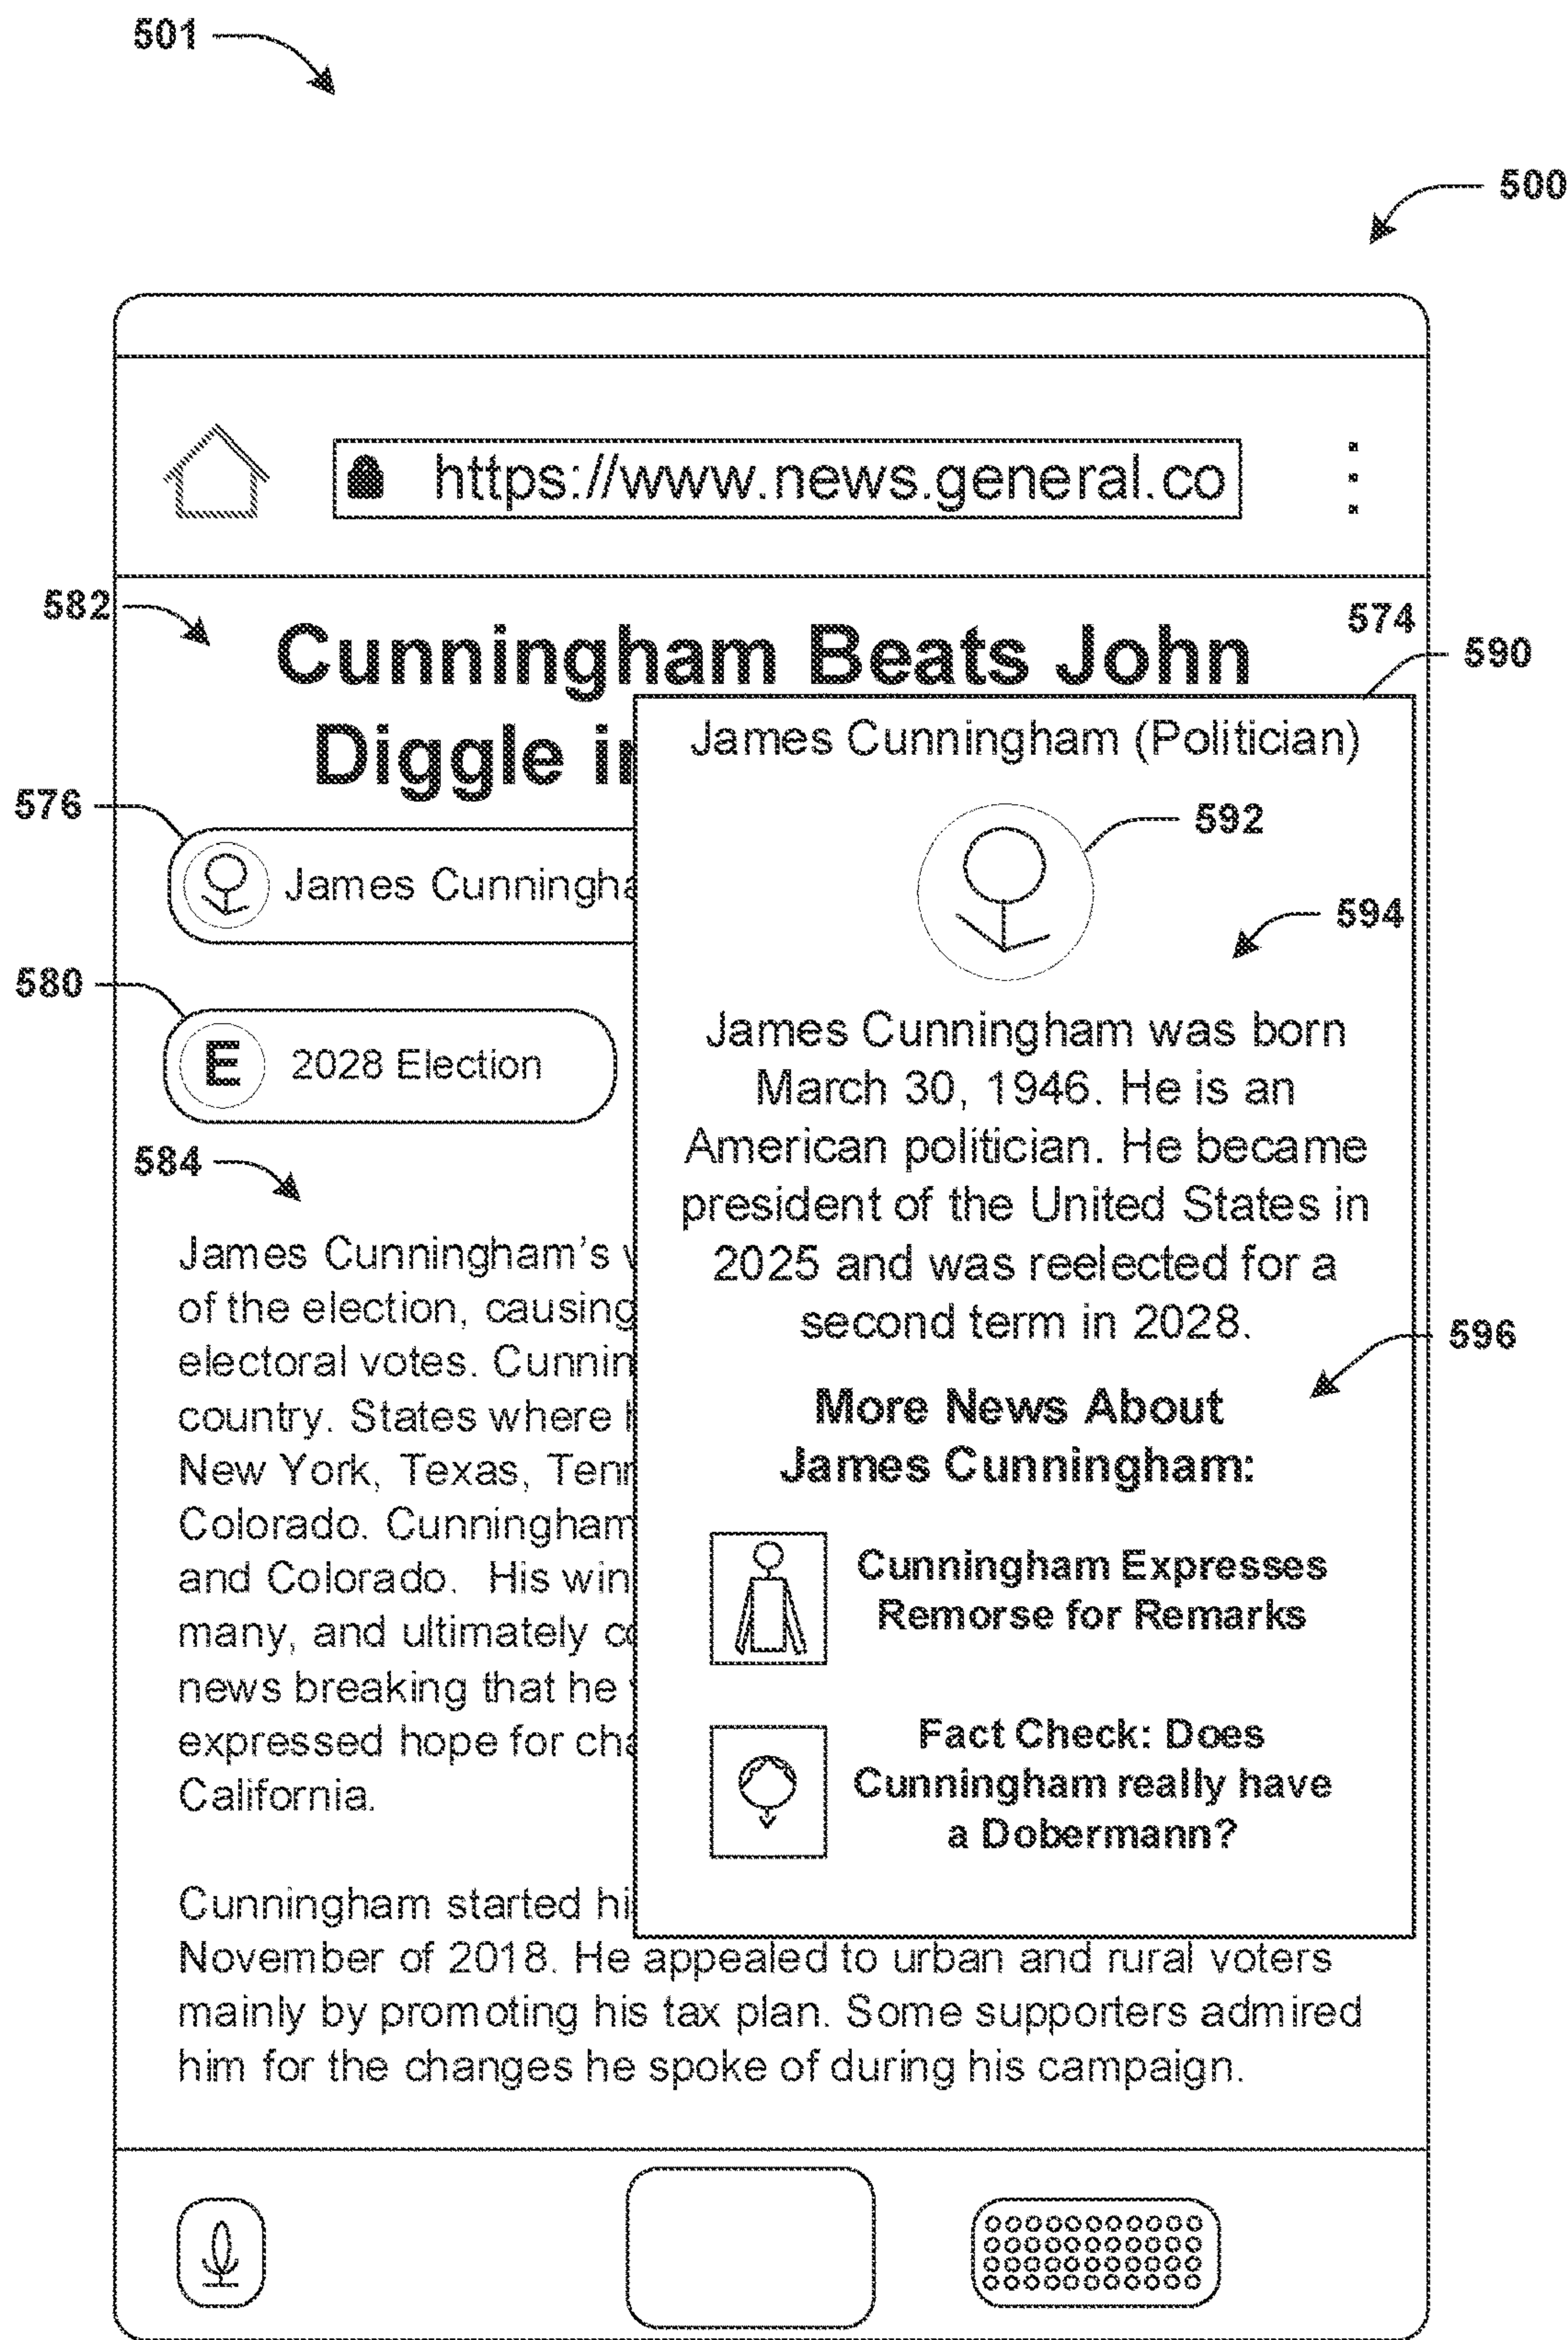 501
500
https://www.news.general.co
582
574
590
Cunningham Beats John
Diggle
576
James
580
E 2028 Election
584
James Cunningham's
of the election, causing
electoral votes.
country. States where
New York, Texas,
Colorado. Cunningham
and Colorado. His win
many, and ultimately
news breaking that he
expressed hope for
California.
Cunningham started
November of 2018. He appealed to urban and rural voters
mainly by promoting his tax plan. Some supporters admired
him for the changes he spoke of during his campaign.
James Cunningham (Politician)
592
594
James Cunningham was born
March 30, 1946. He is an
American politician. He became
president of the United States in
2025 and was reelected for a
second term in 2028.
596
More News About
James Cunningham:
Cunningham Expresses
Remorse for Remarks
Fact Check: Does
Cunningham really have
a Dobermann?